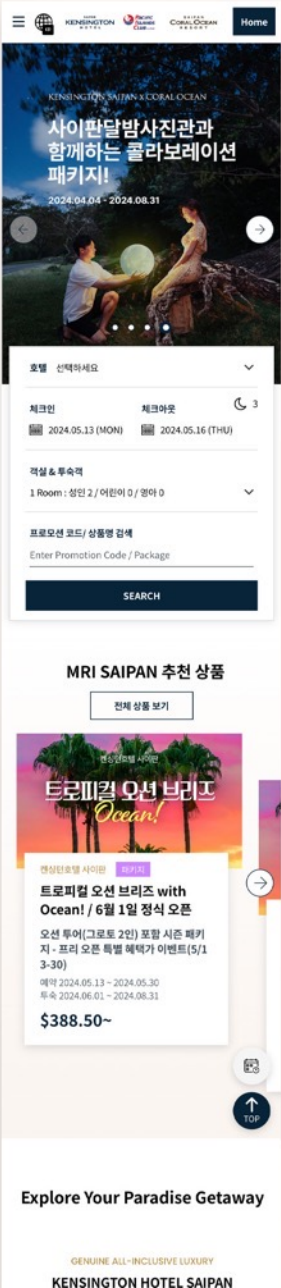 KENSINGTON HOTEL
PACIFIC ISLANDS CLUB
SAIPAN
CORAL OCEAN
RESORT
Home
KENSINGTON SAIPAN X CORAL OCEAN
사이판달밤사진관과
함께하는 콜라보레이션
패키지!
2024.04.04 - 2024.08.31
호텔 선택하세요
체크인
체크아웃
3
2024.05.13 (MON)
2024.05.16 (THU)
객실 & 투숙객
1 Room : 성인 2 / 어린이 0 / 영아 0
프로모션 코드/ 상품명 검색
Enter Promotion Code / Package
SEARCH
MRI SAIPAN 추천 상품
전체 상품 보기
켄싱턴호텔 사이판
트로피컬 오션 브리즈
Ocean!
켄싱턴호텔 사이판 패키지
트로피컬 오션 브리즈 with
Ocean! / 6월 1일 정식 오픈
오션 투어(그로토 2인) 포함 시즌 패키
지 - 프리 오픈 특별 혜택가 이벤트(5/1
3-30)
예약 2024.05.13 ~ 2024.05.30
투숙 2024.06.01 ~ 2024.08.31
$388.50~
TOP
Explore Your Paradise Getaway
GENUINE ALL-INCLUSIVE LUXURY
KENSINGTON HOTEL SAIPAN